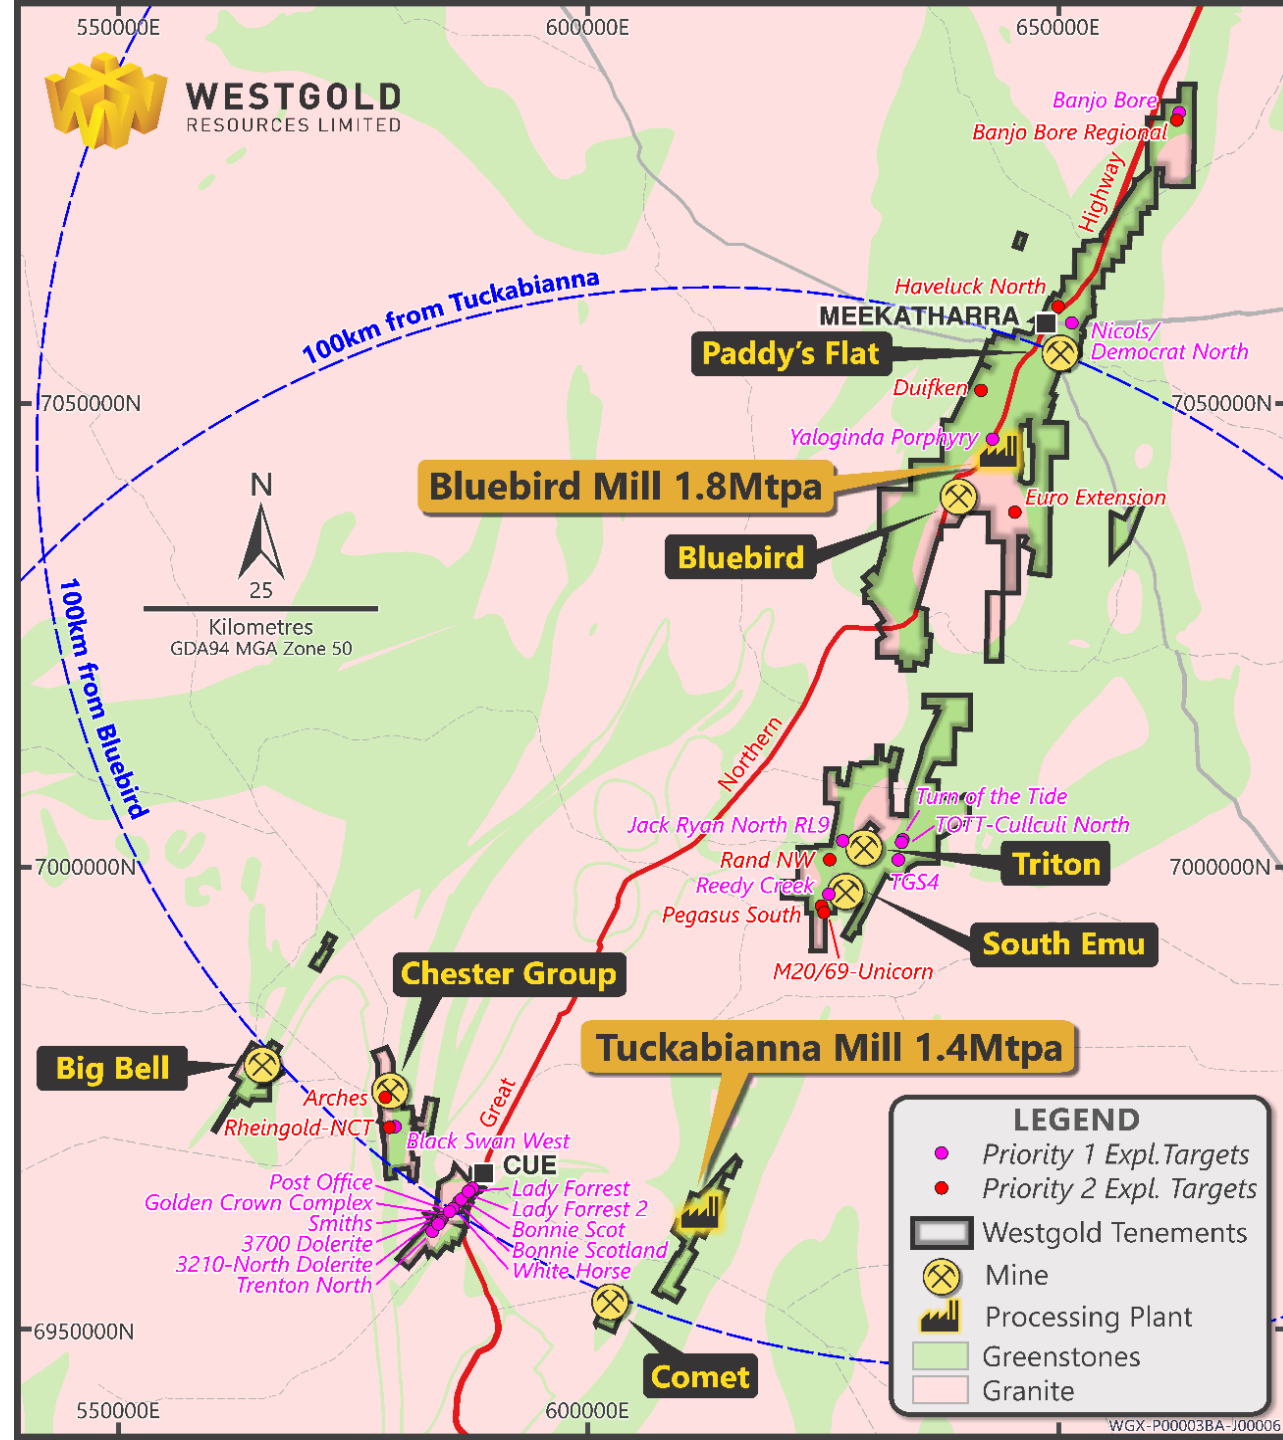 550000E
600000E
650000E
WESTGOLD
RESOURCES LIMITED
Banjo Bore
Banjo Bore Regional
Highway
100km from Tuckabianna
Haveluck North
MEEKATHARRA
Nicols/
Democrat North
Paddy's Flat
Duifken
7050000N
7050000N
Yaloginda Porphyry
Bluebird Mill 1.8Mtpa
N
Euro Extension
Bluebird
25
Kilometres
GDA94 MGA Zone 50
100km from Bluebird
Northern
Turn of the Tide
Jack Ryan North RL9
TOTT-Cullculi North
Rand NW
Triton
7000000N
7000000N
Reedy Creek
TGS4
Pegasus South
South Emu
M20/69-Unicorn
Chester Group
Tuckabianna Mill 1.4Mtpa
Big Bell
Arches
Great
Rheingold-NCT
Black Swan West
CUE
Post Office
Golden Crown Complex
Smiths
3700 Dolerite
3210-North Dolerite
Trenton North
Lady Forrest
Lady Forrest 2
Bonnie Scot
Bonnie Scotland
White Horse
6950000N
Comet
LEGEND
Priority 1 Expl.Targets
Priority 2 Expl. Targets
Westgold Tenements
Mine
Processing Plant
Greenstones
Granite
550000E
600000E
WGX-P00003BA-J00006